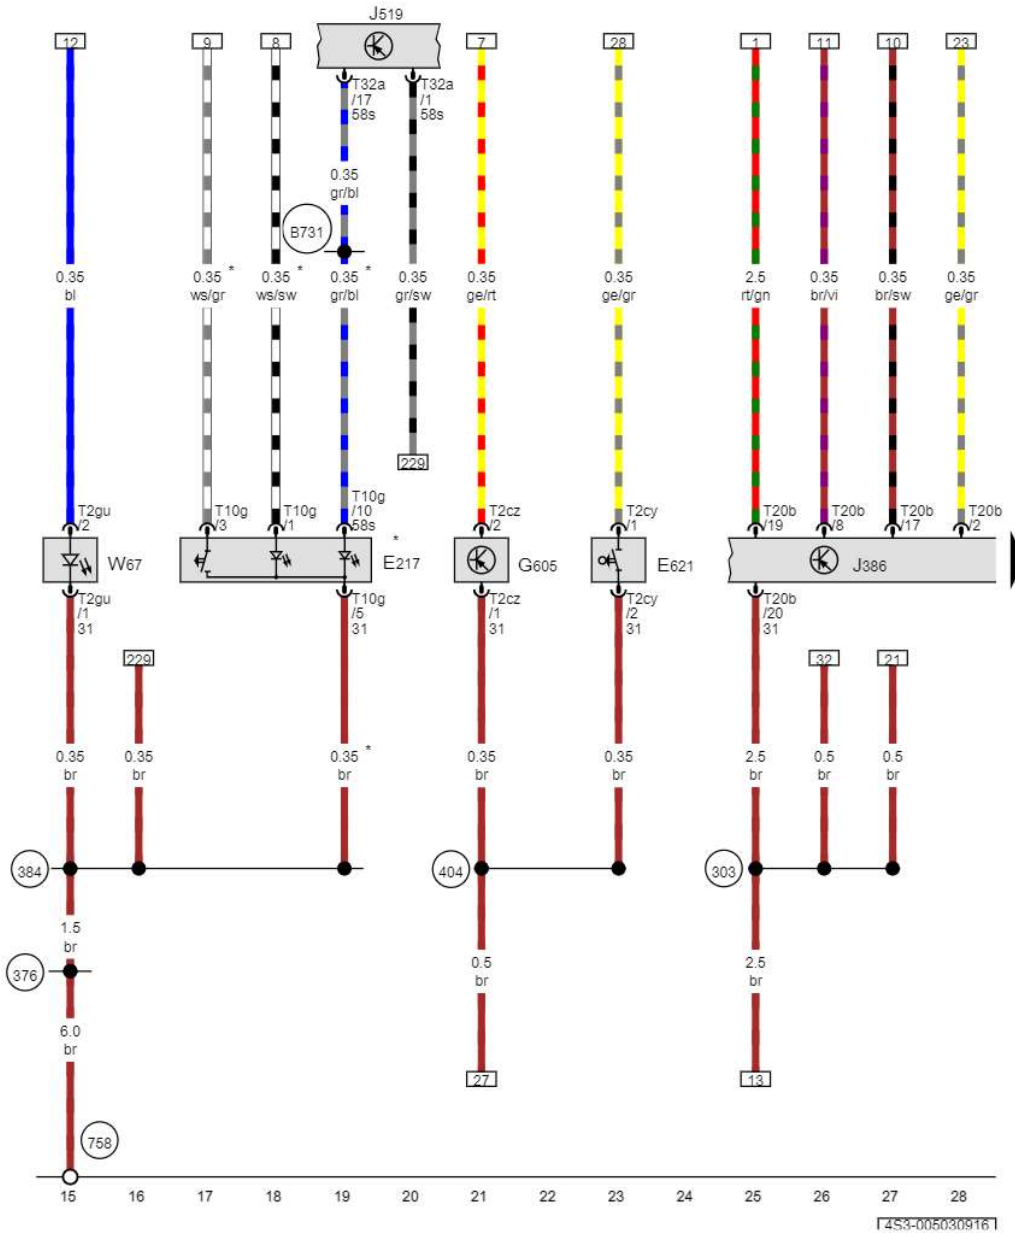 J519
12
9
8
7
28
1
11
10
23
T32a
/17
58s
T32a
/1
58s
0.35
gr/bl
B731
0.35
bl
0.35 *
ws/gr
0.35 *
ws/sw
0.35 *
gr/bl
0.35
gr/sw
0.35
ge/rt
0.35
ge/gr
2.5
rt/gn
0.35
br/vi
0.35
br/sw
0.35
ge/gr
229
T2gu
/2
T10g
/3
T10g
/1
T10g
/10
58s
T2cz
/2
T2cy
/1
T20b
/19
T20b
/8
T20b
/17
T20b
/2
W67
*
E217
G605
E621
J386
T2gu
/1
31
T10g
/5
31
T2cz
/1
31
T2cy
/2
31
T20b
/20
31
229
32
21
0.35
br
0.35
br
0.35 *
br
0.35
br
0.35
br
2.5
br
0.5
br
0.5
br
384
404
303
1.5
br
376
0.5
br
2.5
br
6.0
br
27
13
758
15 16 17 18 19 20 21 22 23 24 25 26 27 28
4S3-005030916